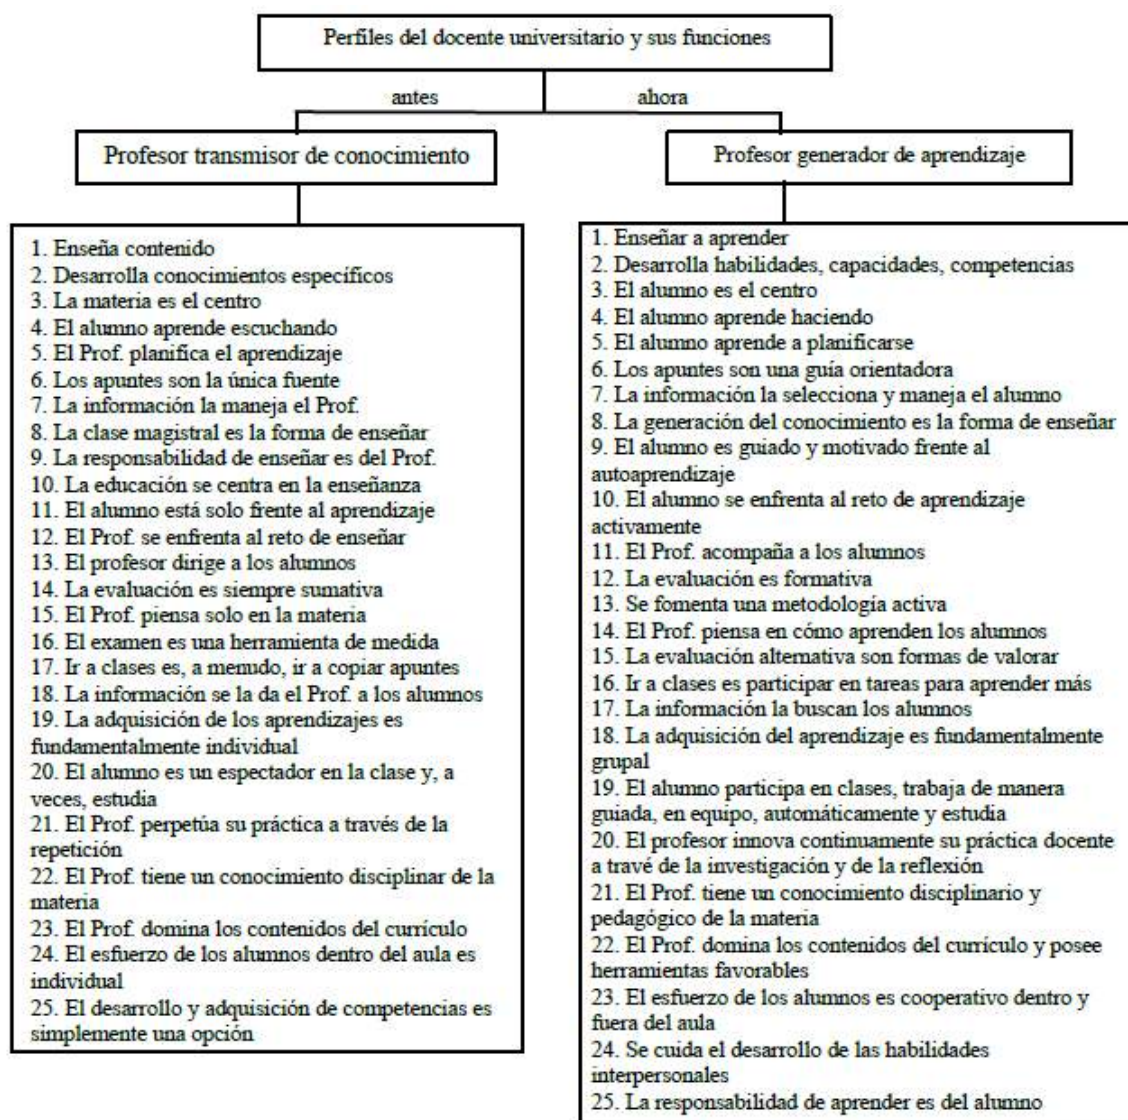 Perfiles del docente universitario y sus funciones
antes
ahora
Profesor transmisor de conocimiento
Profesor generador de aprendizaje
1. Enseña contenido
2. Desarrolla conocimientos específicos
3. La materia es el centro
4. El alumno aprende escuchando
5. El Prof. planifica el aprendizaje
6. Los apuntes son la única fuente
7. La información la maneja el Prof.
8. La clase magistral es la forma de enseñar
9. La responsabilidad de enseñar es del Prof.
10. La educación se centra en la enseñanza
11. El alumno está solo frente al aprendizaje
12. El Prof. se enfrenta al reto de enseñar
13. El profesor dirige a los alumnos
14. La evaluación es siempre sumativa
15. El Prof. piensa solo en la materia
16. El examen es una herramienta de medida
17. Ir a clases es, a menudo, ir a copiar apuntes
18. La información se la da el Prof. a los alumnos
19. La adquisición de los aprendizajes es
fundamentalmente individual
20. El alumno es un espectador en la clase y, a
veces, estudia
21. El Prof. perpetúa su práctica a través de la
repetición
22. El Prof. tiene un conocimiento disciplinar de la
materia
23. El Prof. domina los contenidos del currículo
24. El esfuerzo de los alumnos dentro del aula es
individual
25. El desarrollo y adquisición de competencias es
simplemente una opción
1. Enseñar a aprender
2. Desarrolla habilidades, capacidades, competencias
3. El alumno es el centro
4. El alumno aprende haciendo
5. El alumno aprende a planificarse
6. Los apuntes son una guía orientadora
7. La información la selecciona y maneja el alumno
8. La generación del conocimiento es la forma de enseñar
9. El alumno es guiado y motivado frente al
autoaprendizaje
10. El alumno se enfrenta al reto de aprendizaje
activamente
11. El Prof. acompaña a los alumnos
12. La evaluación es formativa
13. Se fomenta una metodología activa
14. El Prof. piensa en cómo aprenden los alumnos
15. La evaluación alternativa son formas de valorar
16. Ir a clases es participar en tareas para aprender más
17. La información la buscan los alumnos
18. La adquisición del aprendizaje es fundamentalmente
grupal
19. El alumno participa en clases, trabaja de manera
guiada, en equipo, automáticamente y estudia
20. El profesor innova continuamente su práctica docente
a travé de la investigación y de la reflexión
21. El Prof. tiene un conocimiento disciplinario y
pedagógico de la materia
22. El Prof. domina los contenidos del currículo y posee
herramientas favorables
23. El esfuerzo de los alumnos es cooperativo dentro y
fuera del aula
24. Se cuida el desarrollo de las habilidades
interpersonales
25. La responsabilidad de aprender es del alumno